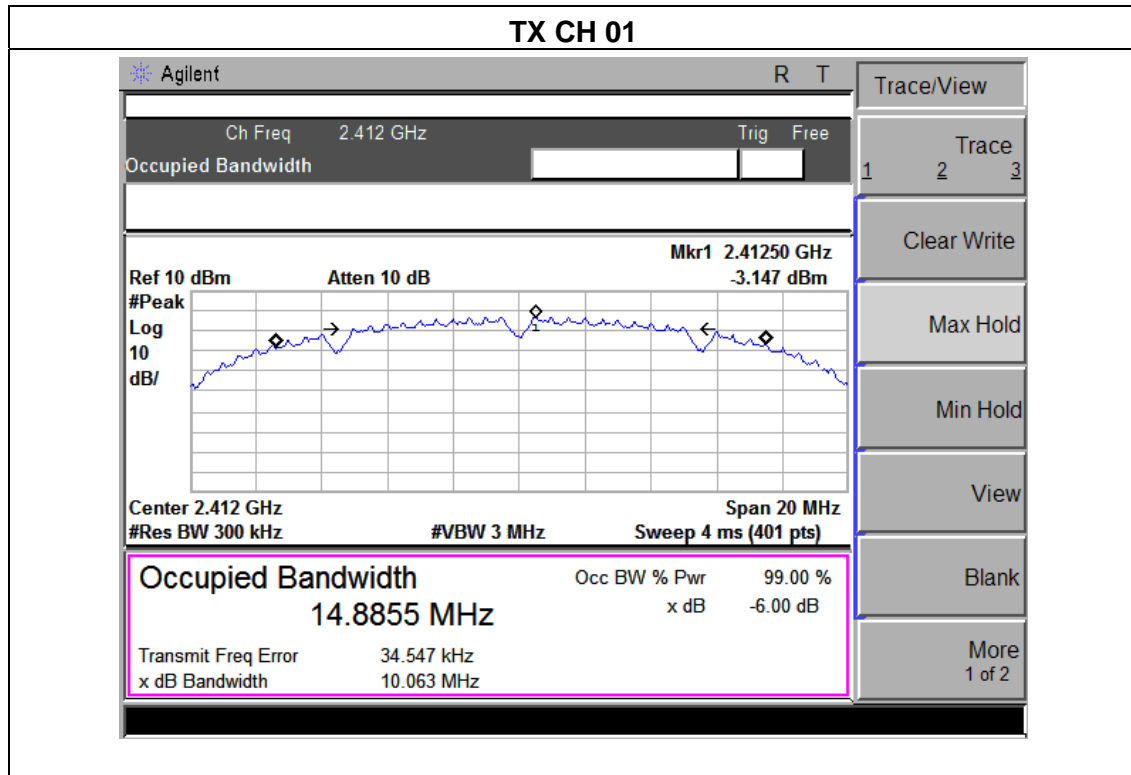 TX CH 01
Agilent R T
Trace/View
Ch Freq 2.412 GHz Trig Free
Occupied Bandwidth
Trace
1 2 3
Clear Write
Mkr1 2.41250 GHz
Ref 10 dBm Atten 10 dB -3.147 dBm
#Peak
Log
10
dB/
1
Max Hold
Min Hold
View
Center 2.412 GHz Span 20 MHz
#Res BW 300 kHz #VBW 3 MHz Sweep 4 ms (401 pts)
Occupied Bandwidth Occ BW % Pwr 99.00 %
14.8855 MHz x dB -6.00 dB
Blank
Transmit Freq Error 34.547 kHz
x dB Bandwidth 10.063 MHz
More
1 of 2